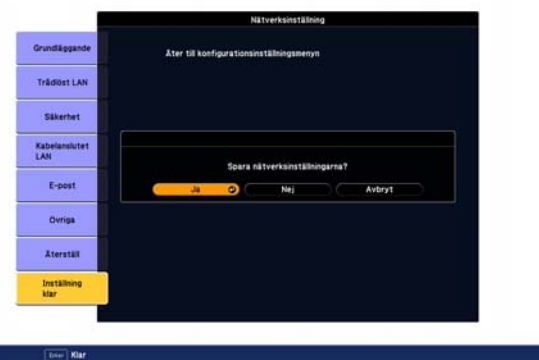 Nätverksinställning
Grundläggande
Åter till konfigurationsinställningsmenyn
Trådlöst LAN
Säkerhet
Kabelanslutet
LAN
Spara nätverksinställningarna?
E-post
Ja
Nej
Avbryt
Övriga
Återställ
Inställning
klar
Enter Klar